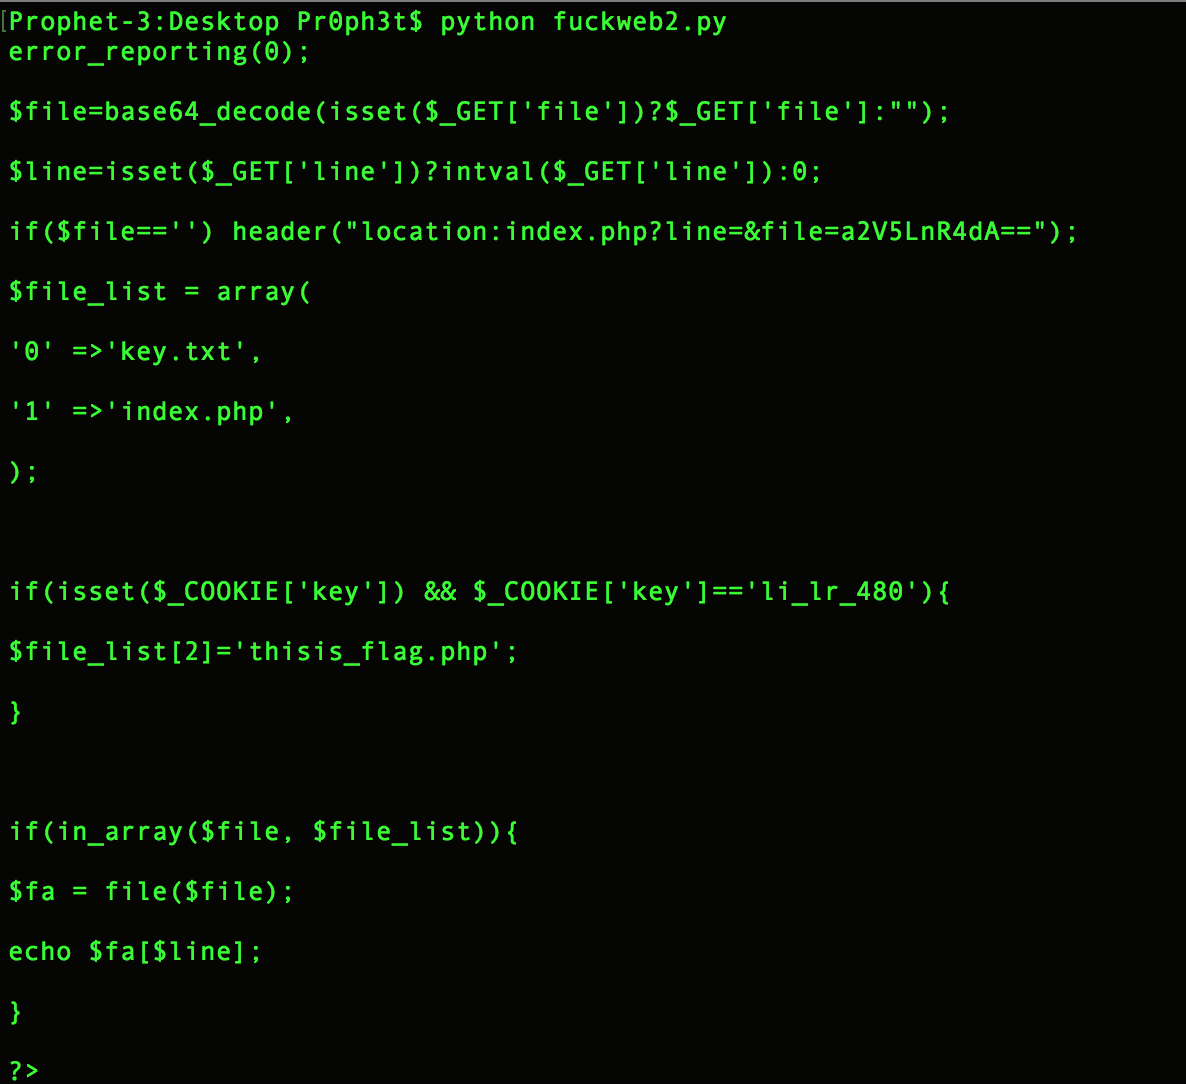 [Prophet-3:Desktop Pr0ph3t$ python fuckweb2.py
error_reporting(0);
$file=base64_decode(isset($_GET['file'])?$_GET['file']:"");
$line=isset($_GET['line'])?intval($_GET['line']):0;
if($file=='') header("location:index.php?line=&file=a2V5LnR4dA==");
$file_list = array(
'0' =>'key.txt',
'1' =>'index.php',
);
if(isset($_COOKIE['key']) && $_COOKIE['key']=='li_lr_480'){
$file_list[2]='thisis_flag.php';
}
if(in_array($file, $file_list)){
$fa = file($file);
echo $fa[$line];
}
?>